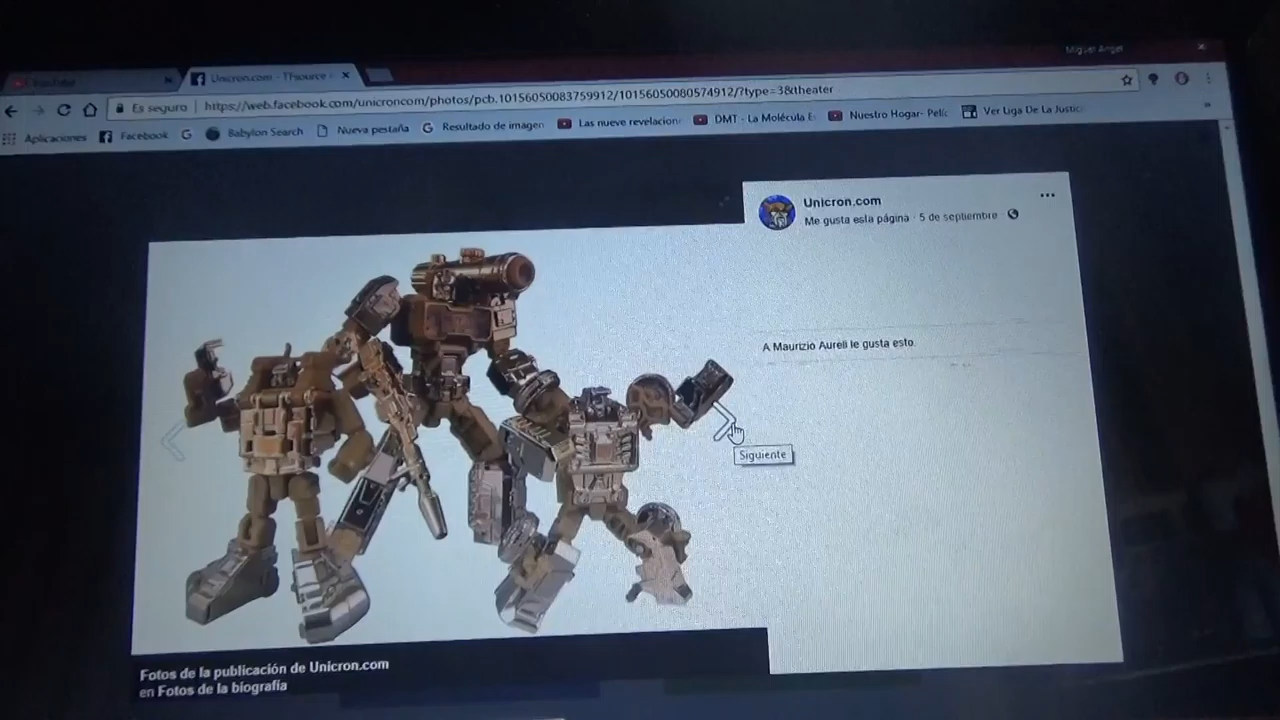 Miguel Angel
YouTube
Unicron.com - TFsource
Es seguro
https://web.facebook.com/unicroncom/photos/pcb.10156050083759912/10156050080574912/?type=3&theater
Aplicaciones
Facebook
Babylon Search
Nueva pestaña
Resultado de imagen
Las nueve revelacion
DMT - La Molécula E
Nuestro Hogar- Pelíc
Ver Liga De La Justic
Unicron.com
Me gusta esta página · 5 de septiembre
A Maurizio Aureli le gusta esto.
Siguiente
Fotos de la publicación de Unicron.com
en Fotos de la biografía